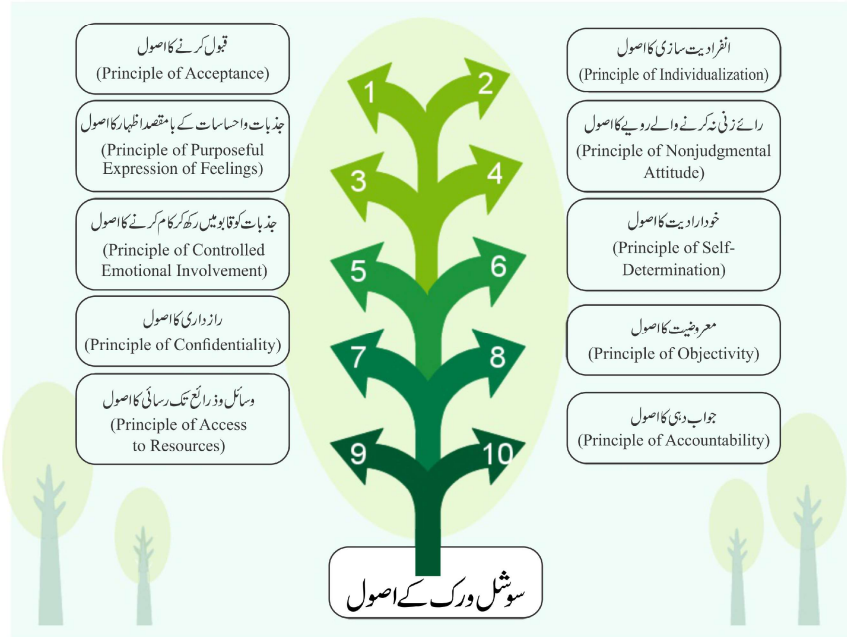 قبول کرنے کا اصول
(Principle of Acceptance)
1
2
انفرادیت سازی کا اصول
(Principle of Individualization)
جذبات و احساسات کے بامقصد اظہار کا اصول
(Principle of Purposeful
Expression of Feelings)
3
4
رائے زنی نہ کرنے والے رویے کا اصول
(Principle of Nonjudgmental
Attitude)
جذبات کو قابو میں رکھ کر کام کرنے کا اصول
(Principle of Controlled
Emotional Involvement)
5
6
خود ارادیت کا اصول
(Principle of Self-
Determination)
راز داری کا اصول
(Principle of Confidentiality)
7
8
معروضیت کا اصول
(Principle of Objectivity)
وسائل و ذرائع تک رسائی کا اصول
(Principle of Access
to Resources)
9
10
جواب دہی کا اصول
(Principle of Accountability)
سوشل ورک کے اصول